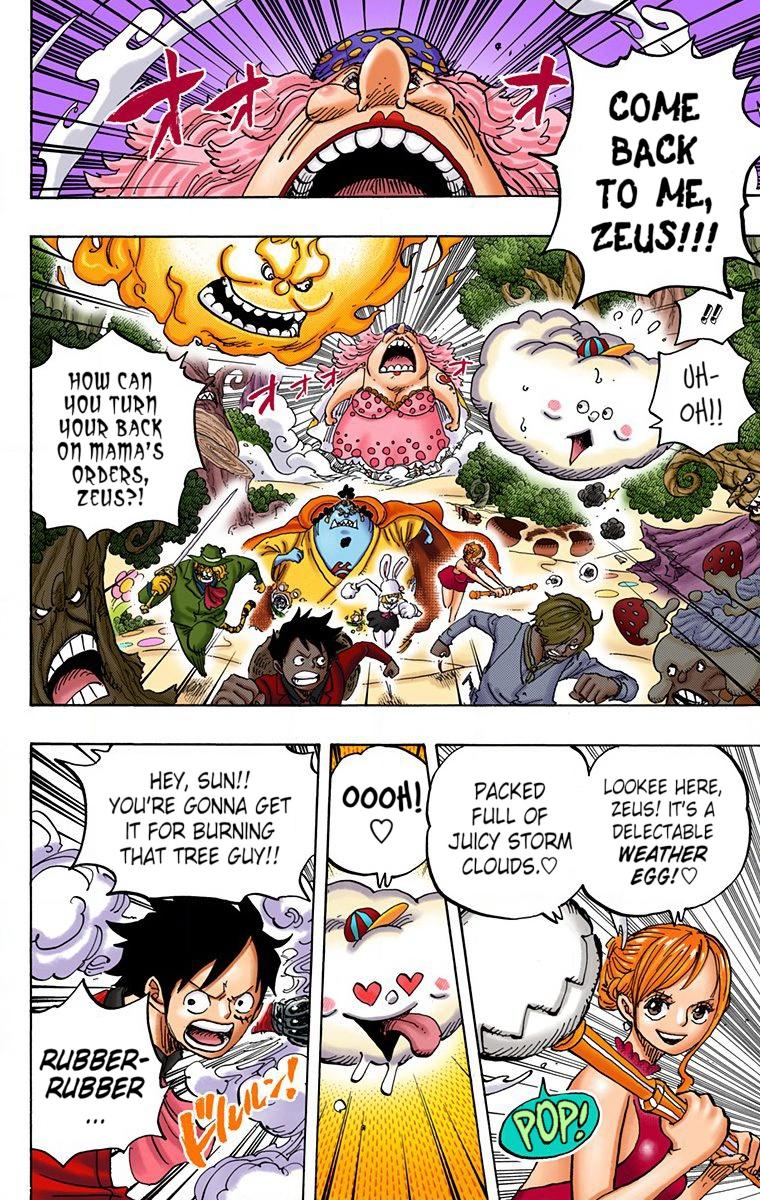 COME
BACK
TO ME,
ZEUS!!!
オオオ
!!
UH-
OH!!
オオオオ
HOW CAN
YOU TURN
YOUR BACK
ON MAMA'S
ORDERS,
ZEUS?!
LOOKEE HERE,
ZEUS! IT'S A
DELECTABLE
WEATHER
EGG!♡
PACKED
FULL OF
JUICY STORM
CLOUDS.♡
POP!
OOOH!
♡
HEY, SUN!!
YOU'RE GONNA GET
IT FOR BURNING
THAT TREE GUY!!
RUBBER-
RUBBER
...
ドルルン!